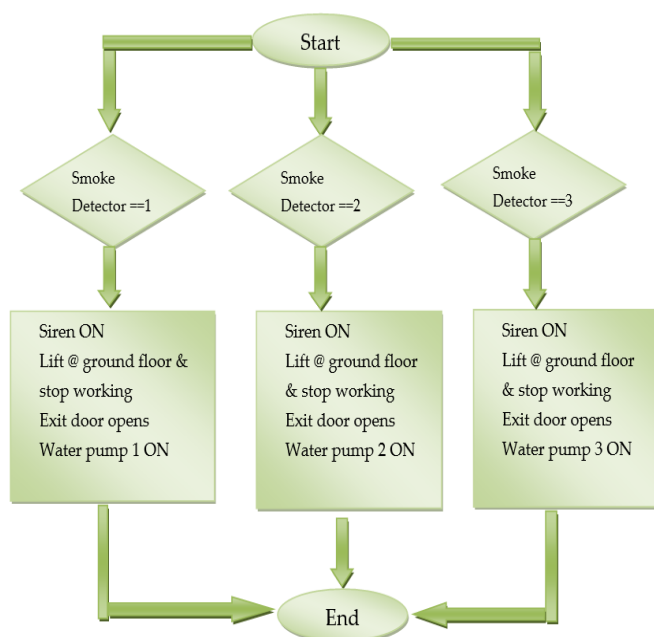 Start
Smoke
Detector ==1
Smoke
Detector ==2
Smoke
Detector ==3
Siren ON
Lift @ ground floor &
stop working
Exit door opens
Water pump 1 ON
Siren ON
Lift @ ground floor
& stop working
Exit door opens
Water pump 2 ON
Siren ON
Lift @ ground floor
& stop working
Exit door opens
Water pump 3 ON
End